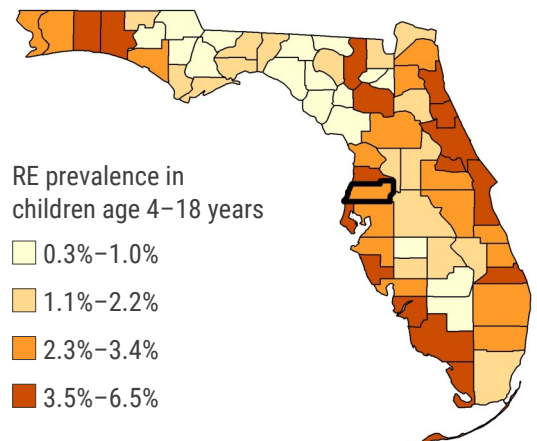 RE prevalence in
children age 4–18 years
0.3%–1.0%
1.1%–2.2%
2.3%–3.4%
3.5%–6.5%